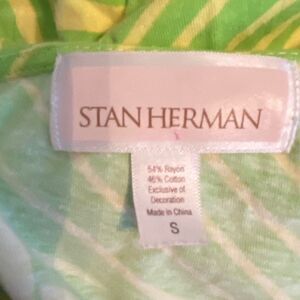 STAN HERMAN
54% Rayon
46% Cotton
Exclusive of
Decoration
Made in China
S